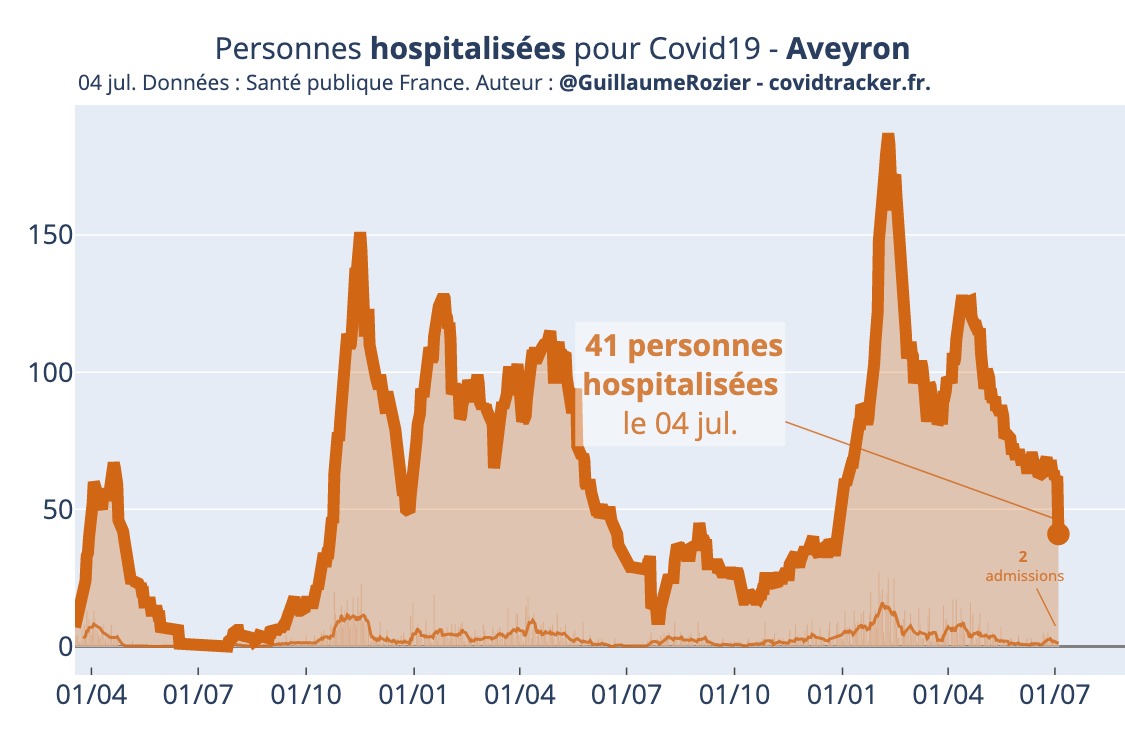 Personnes hospitalisées pour Covid19 - Aveyron
04 jul. Données : Santé publique France. Auteur : @GuillaumeRozier - covidtracker.fr.
150
100
50
0
41 personnes
hospitalisées
le 04 jul.
2
admissions
01/04 01/07 01/10 01/01 01/04 01/07 01/10 01/01 01/04 01/07